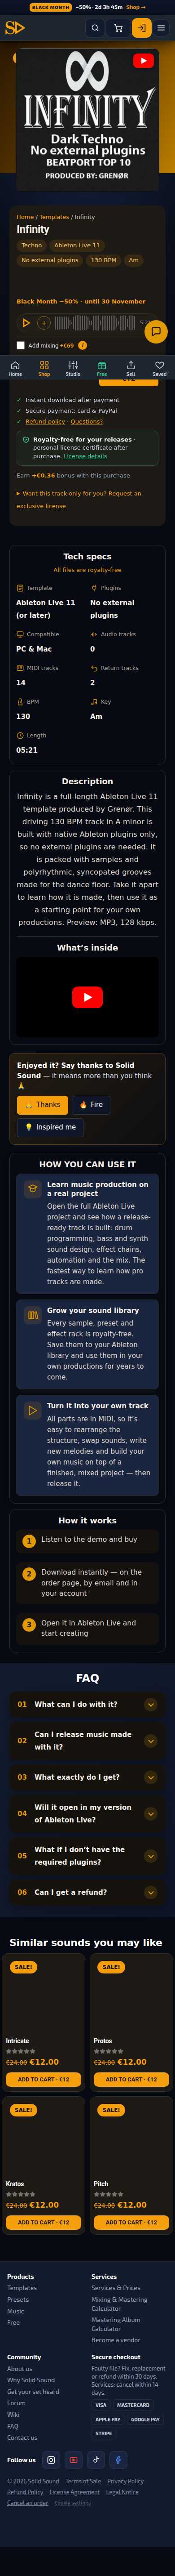 BLACK MONTH −50% · 2d 3h 45m Shop →
INFINITY
Dark Techno
No external plugins
BEATPORT TOP 10
PRODUCED BY: GRENØR
Home / Templates / Infinity
Infinity
Techno
Ableton Live 11
No external plugins
130 BPM
Am
Black Month −50% · until 30 November
Add mixing +€69
Home
Shop
Studio
Free
Sell
Saved
Instant download after payment
Secure payment: card & PayPal
Refund policy · Questions?
Royalty-free for your releases ·
personal license certificate after
purchase. License details
Earn +€0.36 bonus with this purchase
Want this track only for you? Request an
exclusive license
Tech specs
All files are royalty-free
Template
Ableton Live 11
(or later)
Plugins
No external
plugins
Compatible
PC & Mac
Audio tracks
0
MIDI tracks
14
Return tracks
2
BPM
130
Key
Am
Length
05:21
Description
Infinity is a full-length Ableton Live 11
template produced by Grenør. This
driving 130 BPM track in A minor is
built with native Ableton plugins only,
so no external plugins are needed. It
is packed with samples and
polyrhythmic, syncopated grooves
made for the dance floor. Take it apart
to learn how it is made, then use it as
a starting point for your own
productions. Preview: MP3, 128 kbps.
What's inside
Enjoyed it? Say thanks to Solid
Sound — it means more than you think
🙏
🙏 Thanks
🔥 Fire
💡 Inspired me
HOW YOU CAN USE IT
Learn music production on
a real project
Open the full Ableton Live
project and see how a release-
ready track is built: drum
programming, bass and synth
sound design, effect chains,
automation and the mix. The
fastest way to learn how pro
tracks are made.
Grow your sound library
Every sample, preset and
effect rack is royalty-free.
Save them to your Ableton
library and use them in your
own productions for years to
come.
Turn it into your own track
All parts are in MIDI, so it's
easy to rearrange the
structure, swap sounds, write
new melodies and build your
own music on top of a
finished, mixed project — then
release it.
How it works
1 Listen to the demo and buy
2 Download instantly — on the
order page, by email and in
your account
3 Open it in Ableton Live and
start creating
FAQ
01 What can I do with it?
02 Can I release music made
with it?
03 What exactly do I get?
04 Will it open in my version
of Ableton Live?
05 What if I don't have the
required plugins?
06 Can I get a refund?
Similar sounds you may like
SALE!
Intricate
€24.00 €12.00
ADD TO CART · €12
SALE!
Protos
€24.00 €12.00
ADD TO CART · €12
SALE!
Kratos
€24.00 €12.00
ADD TO CART · €12
SALE!
Pitch
€24.00 €12.00
ADD TO CART · €12
Products
Templates
Presets
Music
Free
Services
Services & Prices
Mixing & Mastering
Calculator
Mastering Album
Calculator
Become a vendor
Community
About us
Why Solid Sound
Get your set heard
Forum
Wiki
FAQ
Contact us
Secure checkout
Faulty file? Fix, replacement
or refund within 30 days.
Services: cancel within 14
days.
VISA
MASTERCARD
APPLE PAY
GOOGLE PAY
STRIPE
Follow us
© 2026 Solid Sound Terms of Sale Privacy Policy
Refund Policy License Agreement Legal Notice
Cancel an order Cookie settings